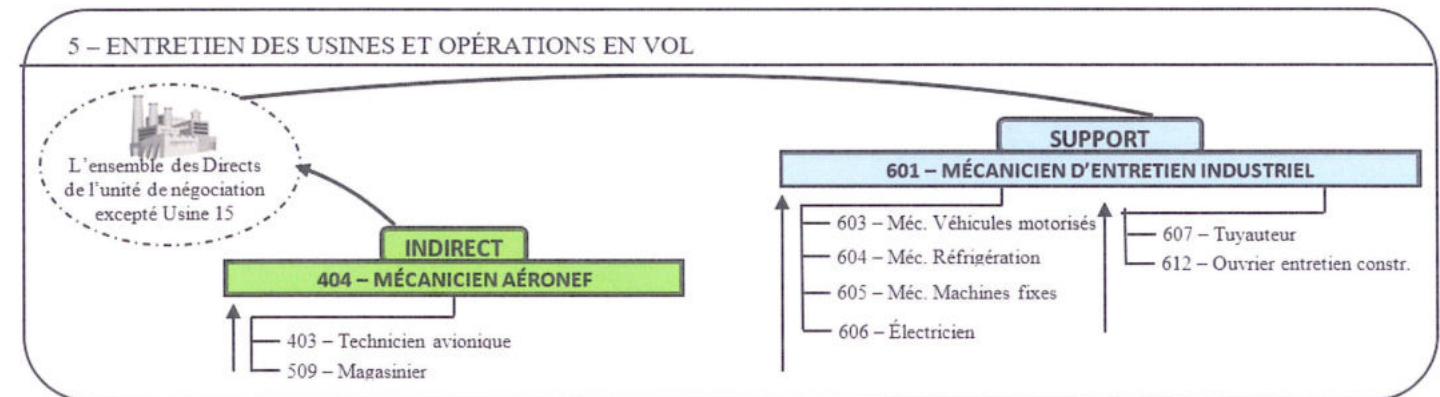 5 – ENTRETIEN DES USINES ET OPÉRATIONS EN VOL
L'ensemble des Directs
de l'unité de négociation
excepté Usine 15
INDIRECT
404 – MÉCANICIEN AÉRONEF
403 – Technicien avionique
509 – Magasinier
SUPPORT
601 – MÉCANICIEN D'ENTRETIEN INDUSTRIEL
603 – Méc. Véhicules motorisés
604 – Méc. Réfrigération
605 – Méc. Machines fixes
606 – Électricien
607 – Tuyauteur
612 – Ouvrier entretien constr.